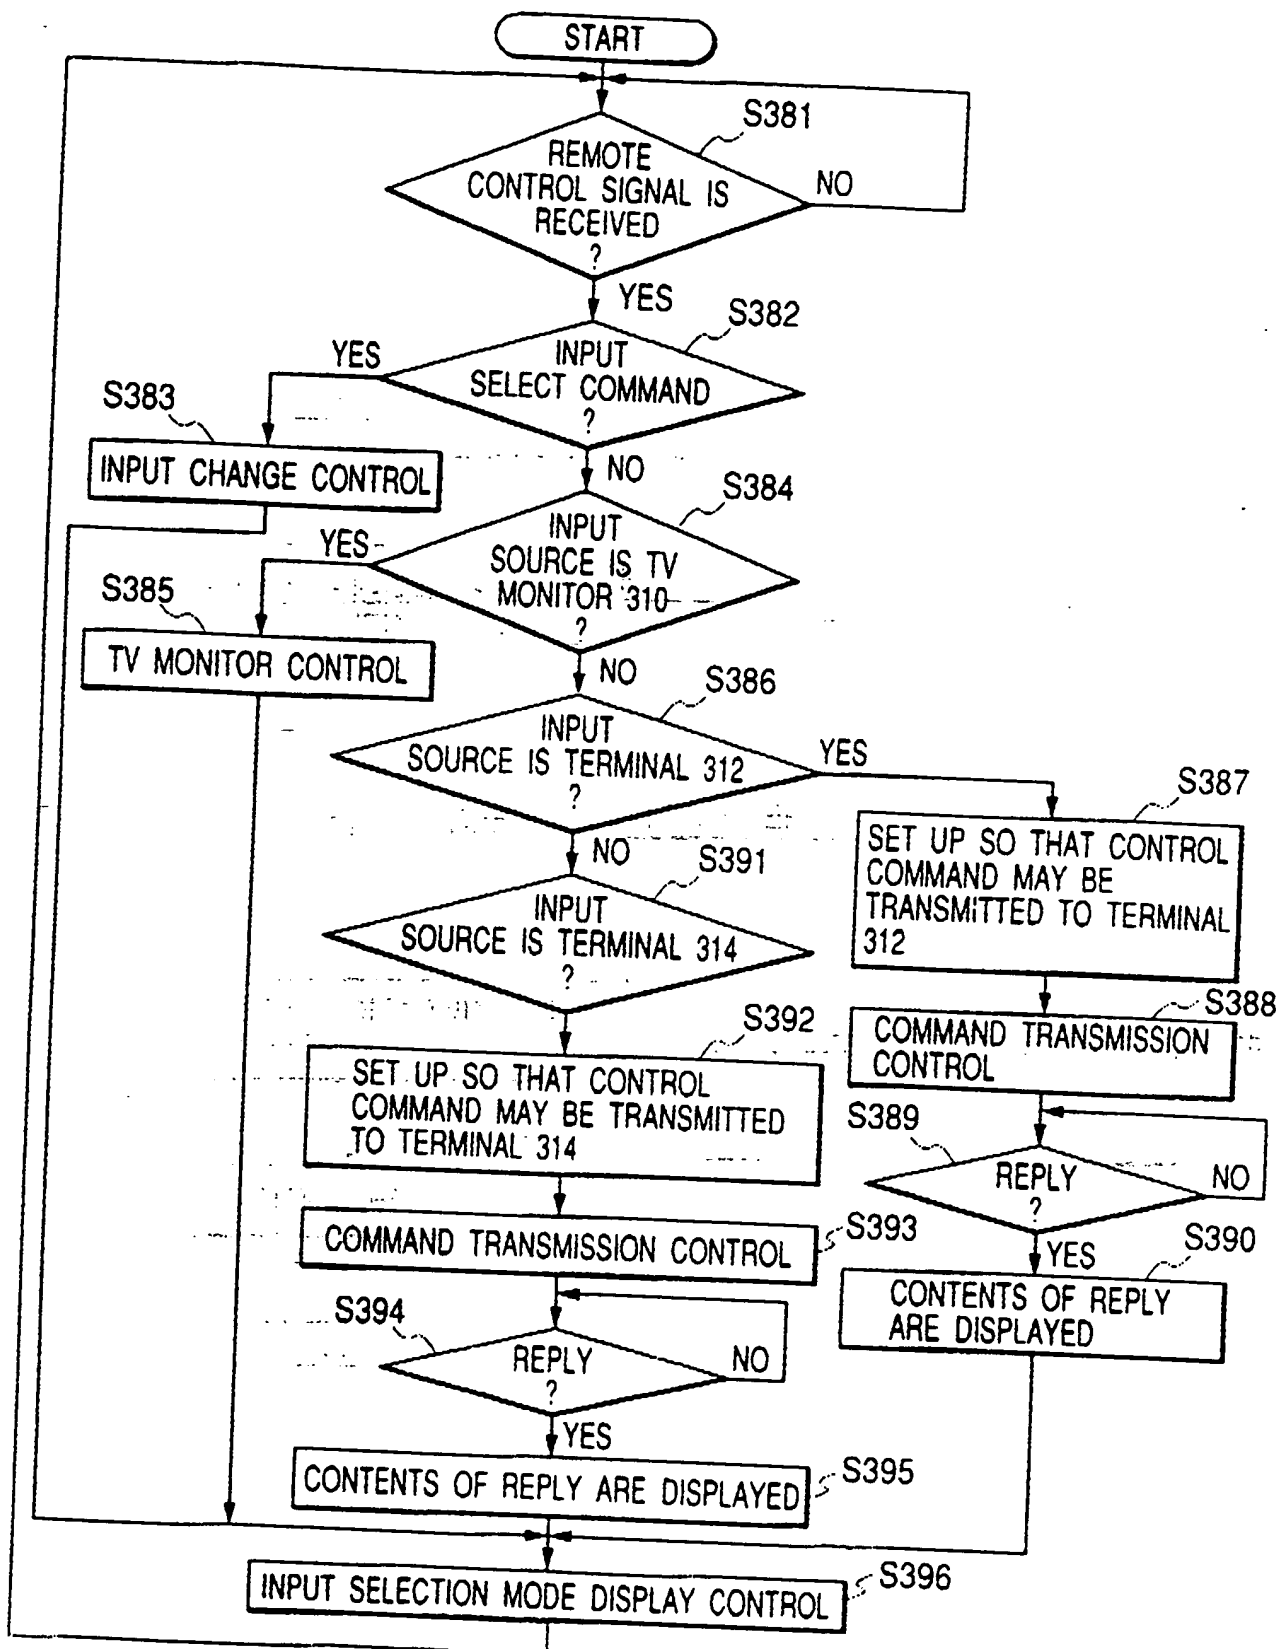 START
S381
REMOTE
CONTROL SIGNAL IS
RECEIVED
?
NO
YES
S382
INPUT
SELECT COMMAND
?
YES
S383
INPUT CHANGE CONTROL
NO
S384
INPUT
SOURCE IS TV
MONITOR 310
?
YES
S385
TV MONITOR CONTROL
NO
S386
INPUT
SOURCE IS TERMINAL 312
?
YES
S387
SET UP SO THAT CONTROL
COMMAND MAY BE
TRANSMITTED TO TERMINAL
312
NO
S391
INPUT
SOURCE IS TERMINAL 314
?
S388
COMMAND TRANSMISSION
CONTROL
S392
SET UP SO THAT CONTROL
COMMAND MAY BE TRANSMITTED
TO TERMINAL 314
S389
REPLY
?
NO
S393
COMMAND TRANSMISSION CONTROL
YES
S390
CONTENTS OF REPLY
ARE DISPLAYED
S394
REPLY
?
NO
YES
S395
CONTENTS OF REPLY ARE DISPLAYED
S396
INPUT SELECTION MODE DISPLAY CONTROL